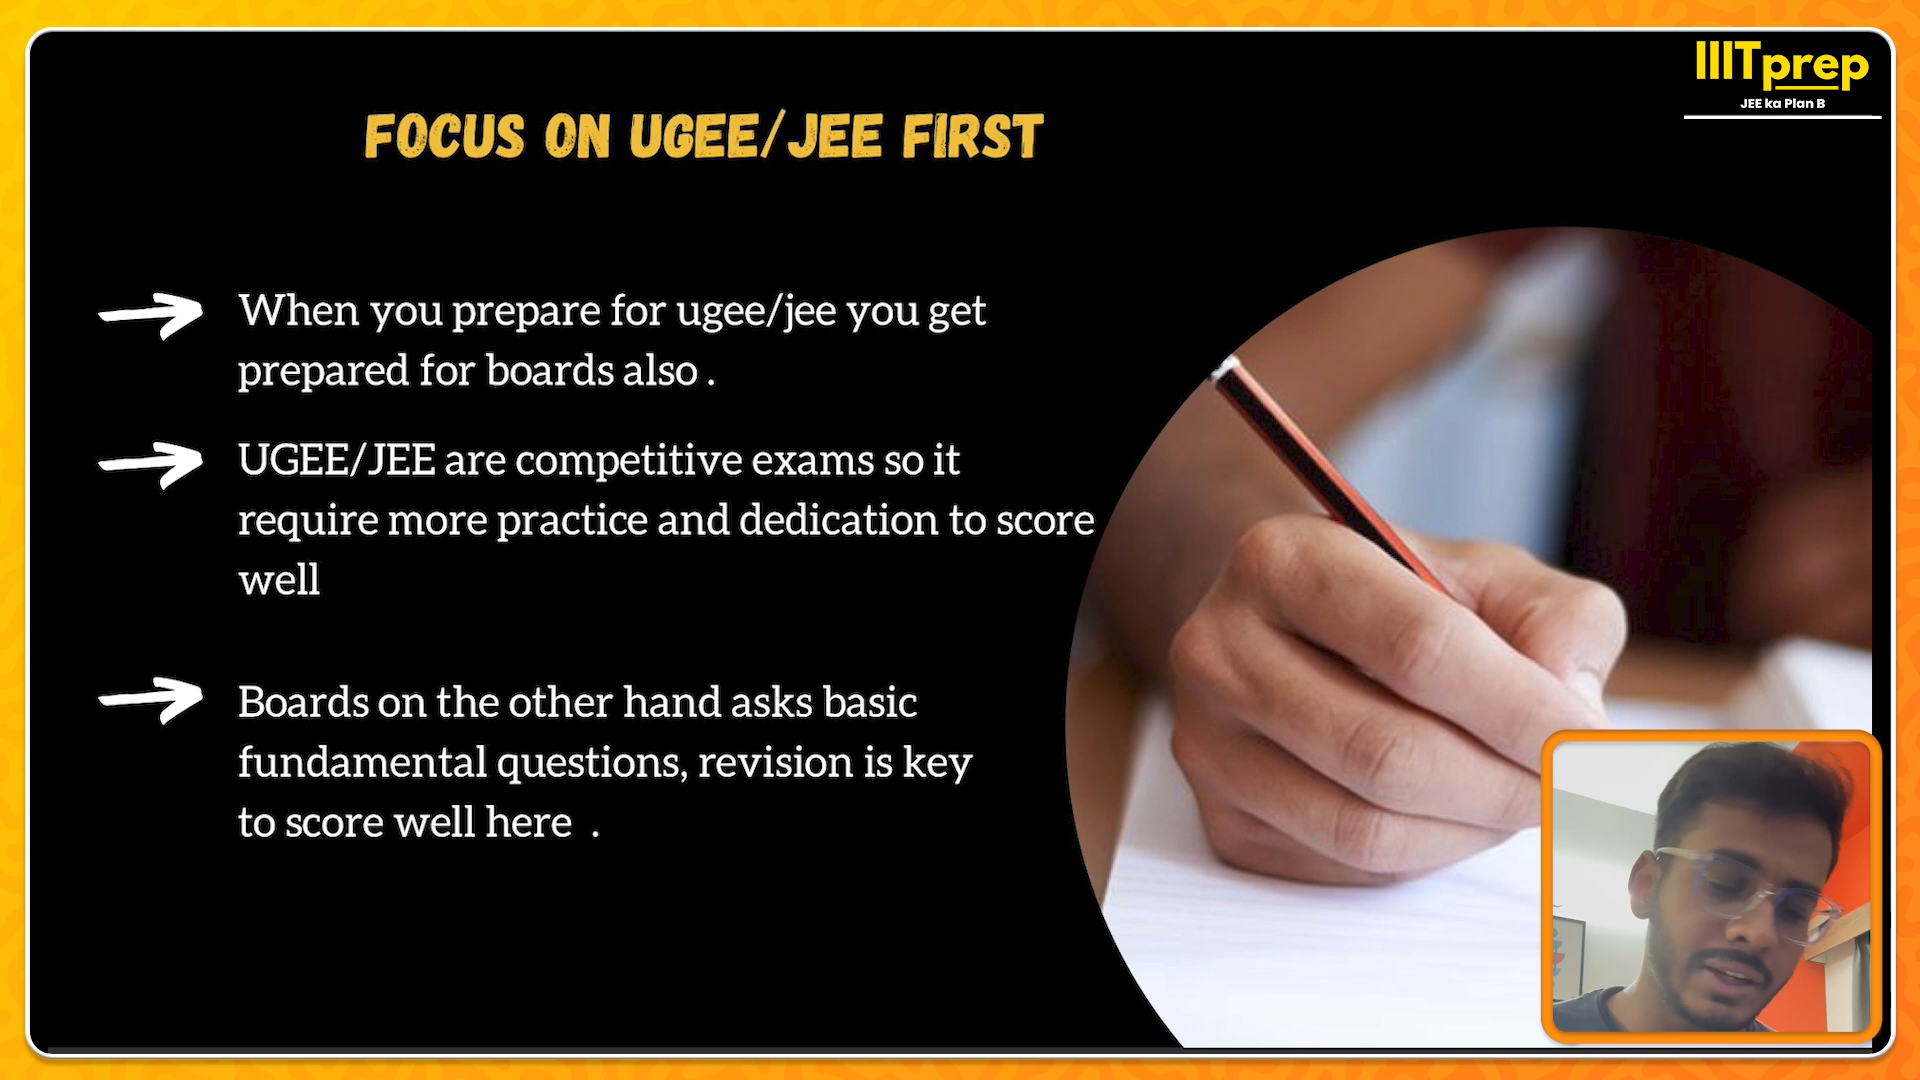 IIITprep
JEE ka Plan B
FOCUS ON UGEE/JEE FIRST
When you prepare for ugee/jee you get
prepared for boards also .
UGEE/JEE are competitive exams so it
require more practice and dedication to score
well
Boards on the other hand asks basic
fundamental questions, revision is key
to score well here .